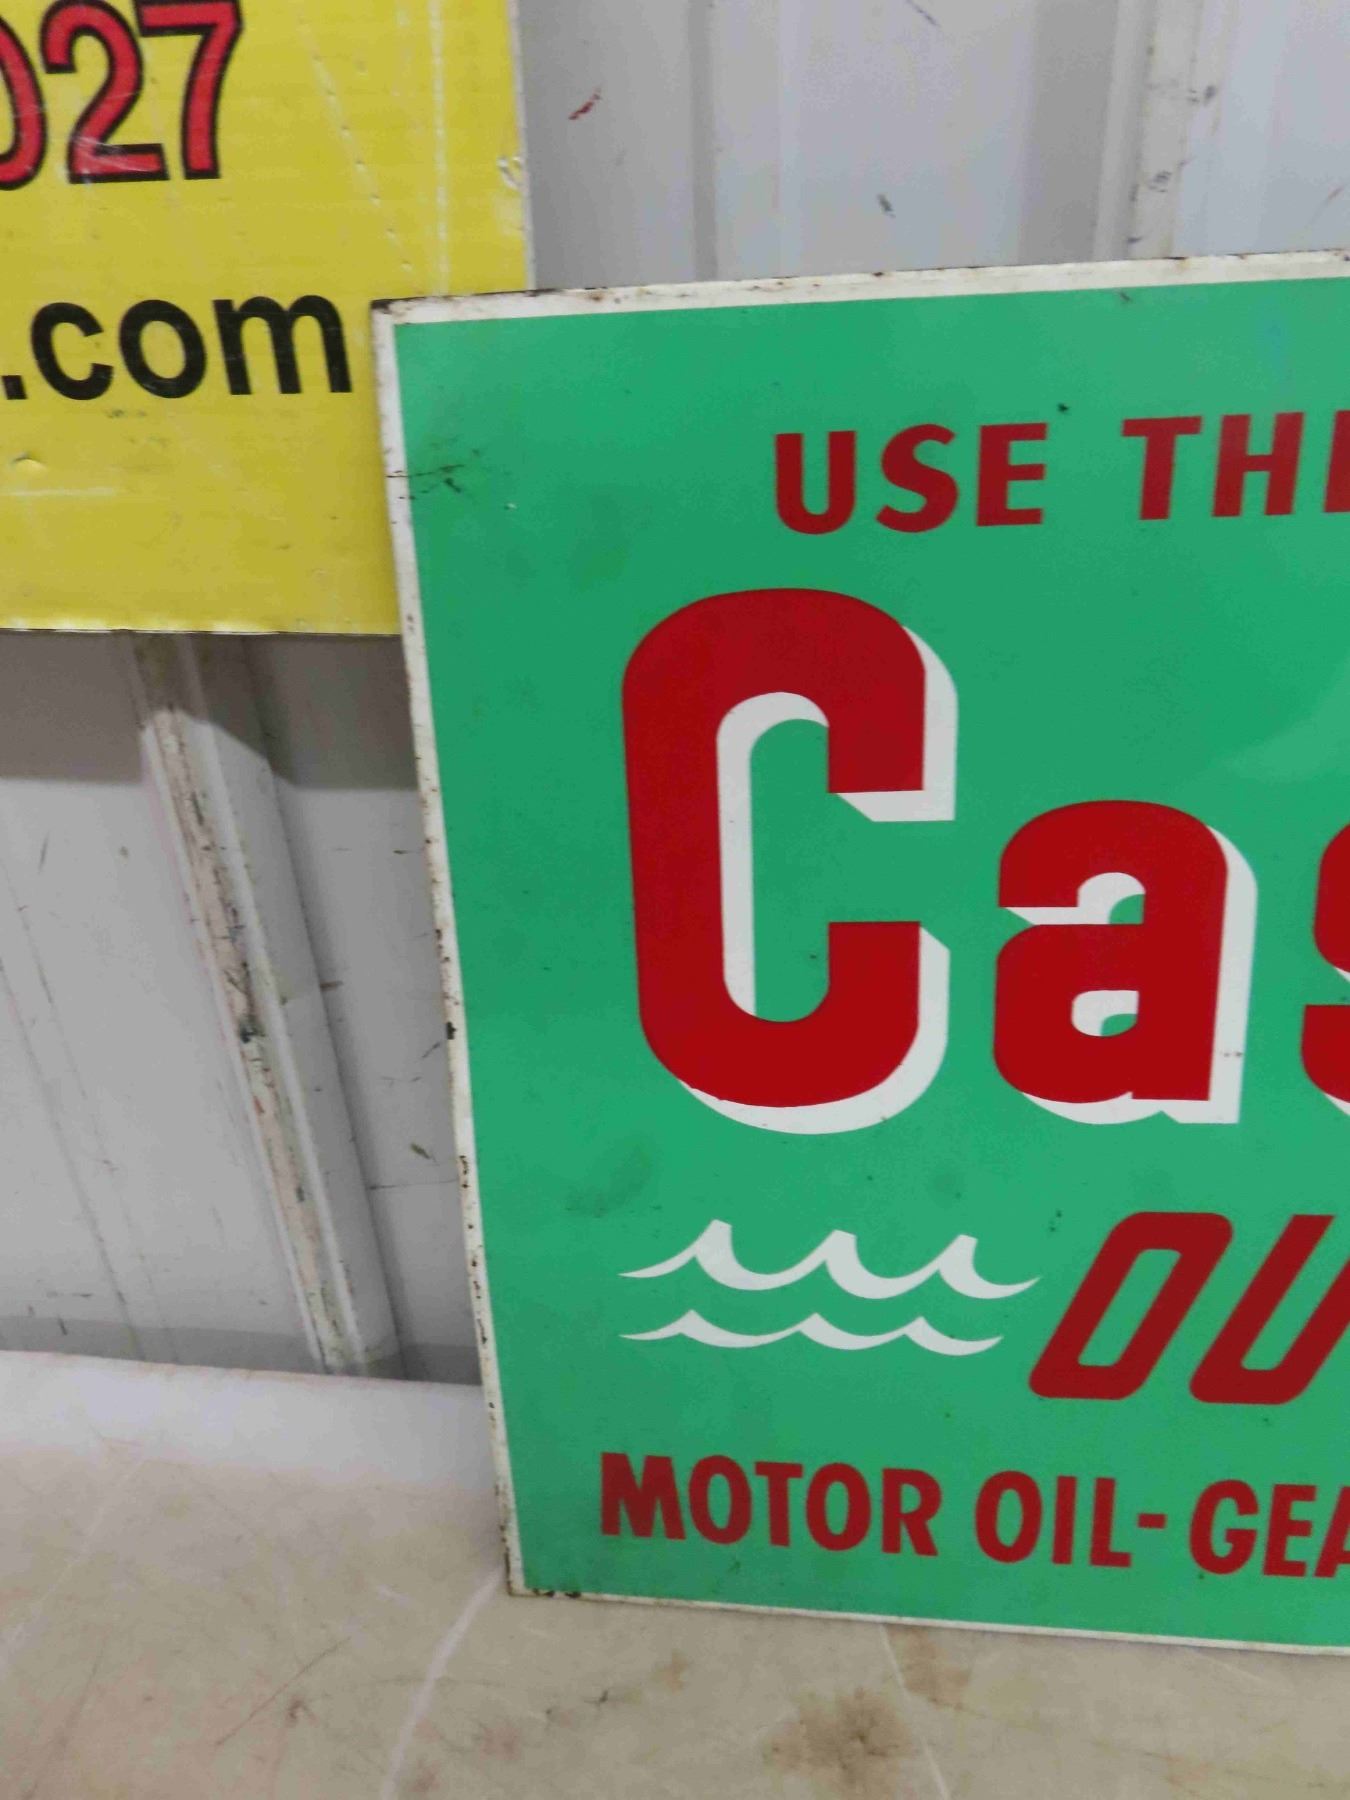 027
.com
USE THE
Cas
OU
MOTOR OIL-GEA